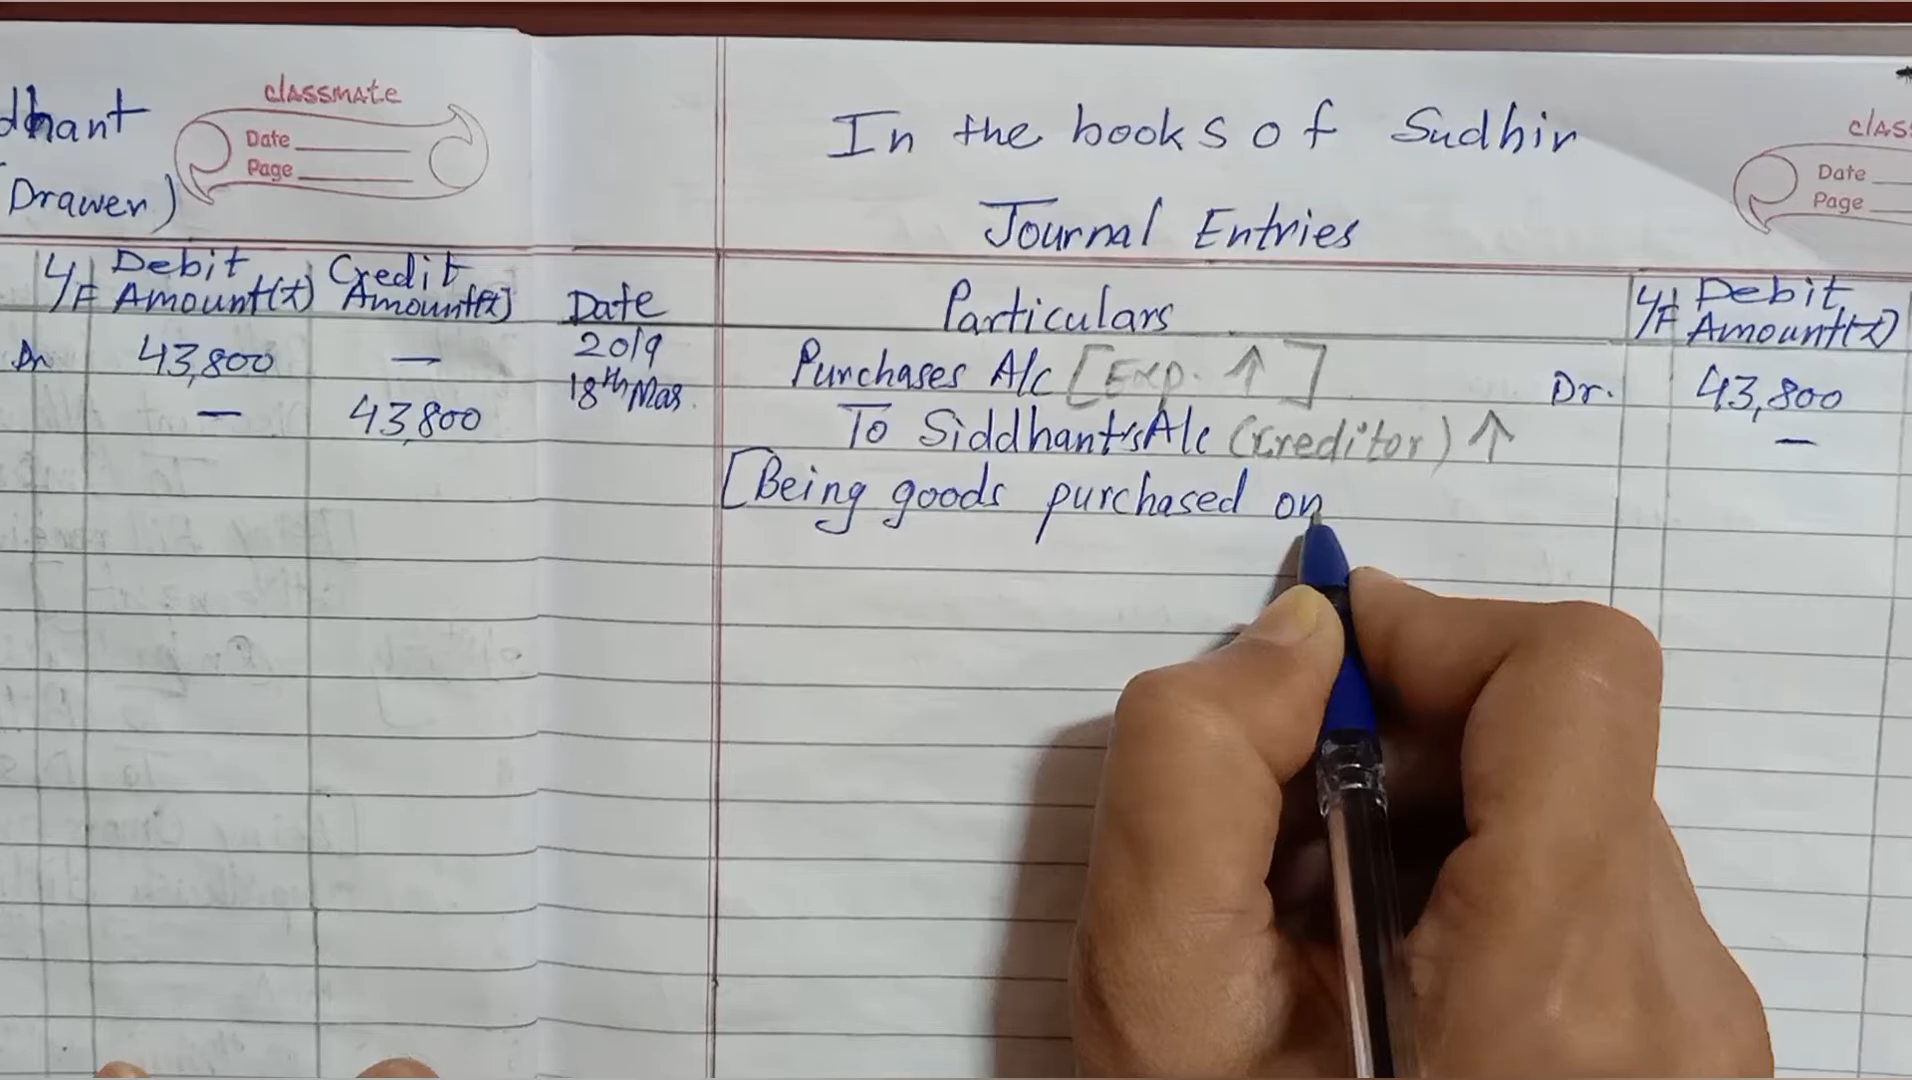 dhant
(Drawer)
classmate
Date
Page
L/F Debit Amount(₹) Credit Amount(₹)
Dr 43,800 —
— 43,800
In the books of Sudhir
Journal Entries
clas
Date
Page
Date Particulars L/F Debit Amount(₹)
2019
18th Mar. Purchases A/c [Exp. ↑] Dr. 43,800
To Siddhant's A/c (Creditor) ↑ —
[Being goods purchased on